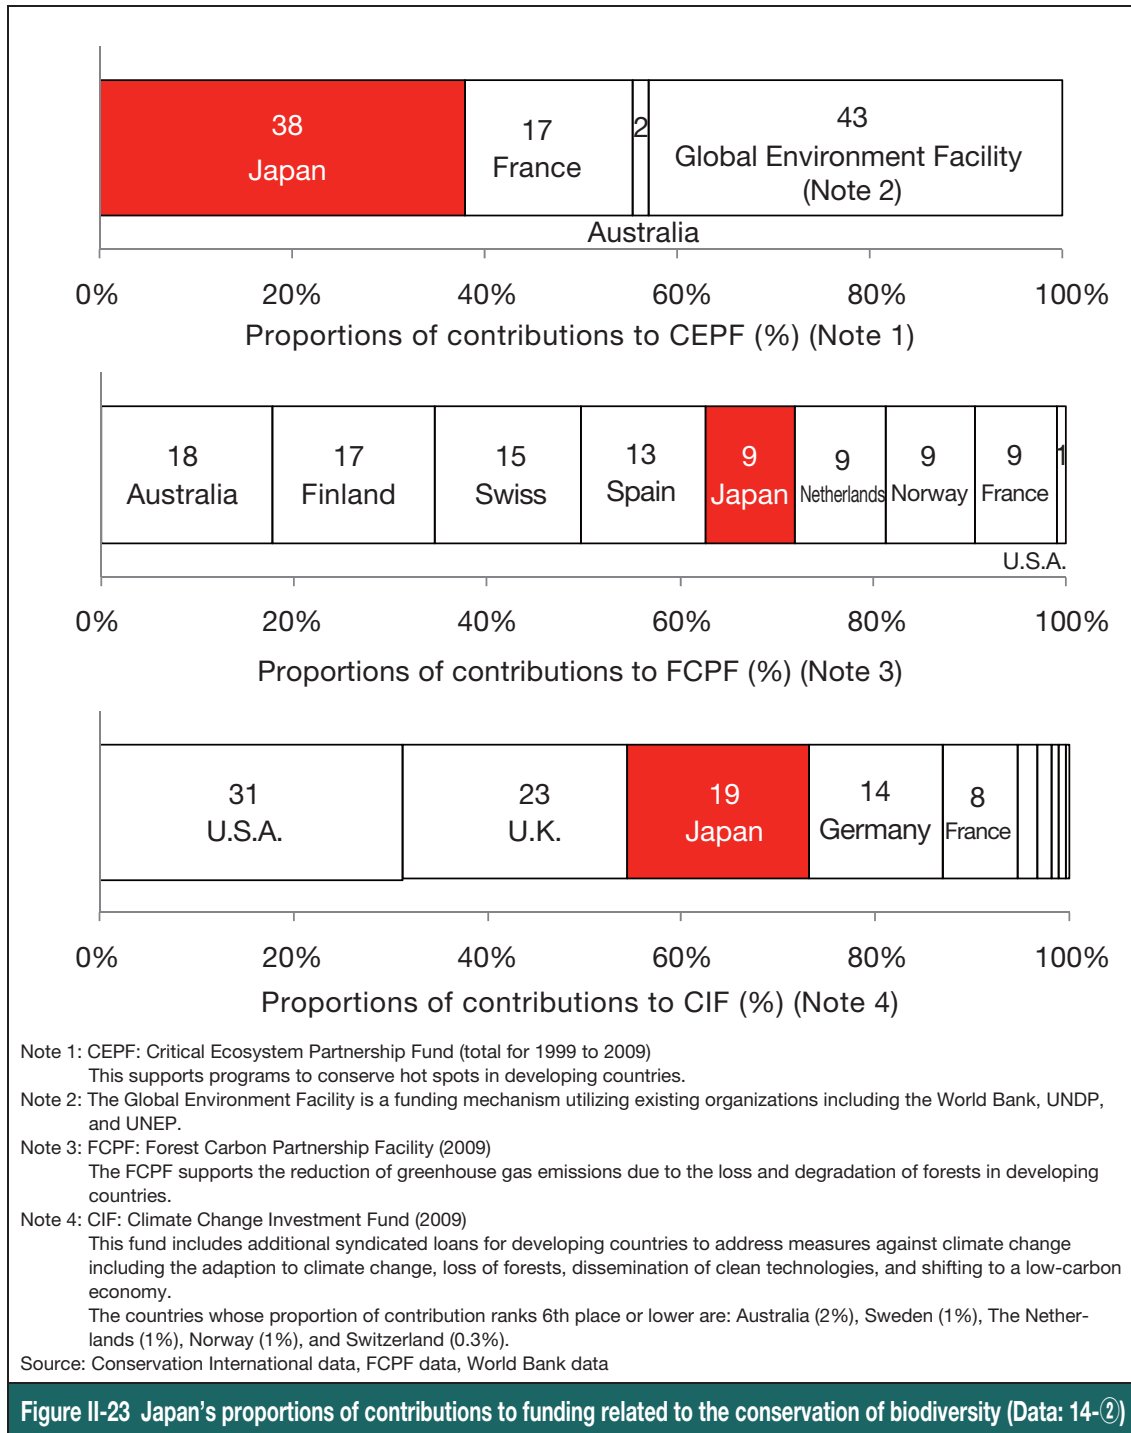 38
Japan
17
France
2
43
Global Environment Facility
(Note 2)
Australia
0% 20% 40% 60% 80% 100%
Proportions of contributions to CEPF (%) (Note 1)
18
Australia
17
Finland
15
Swiss
13
Spain
9
Japan
9
Netherlands
9
Norway
9
France
1
U.S.A.
0% 20% 40% 60% 80% 100%
Proportions of contributions to FCPF (%) (Note 3)
31
U.S.A.
23
U.K.
19
Japan
14
Germany
8
France
0% 20% 40% 60% 80% 100%
Proportions of contributions to CIF (%) (Note 4)
Note 1: CEPF: Critical Ecosystem Partnership Fund (total for 1999 to 2009)
This supports programs to conserve hot spots in developing countries.
Note 2: The Global Environment Facility is a funding mechanism utilizing existing organizations including the World Bank, UNDP,
and UNEP.
Note 3: FCPF: Forest Carbon Partnership Facility (2009)
The FCPF supports the reduction of greenhouse gas emissions due to the loss and degradation of forests in developing
countries.
Note 4: CIF: Climate Change Investment Fund (2009)
This fund includes additional syndicated loans for developing countries to address measures against climate change
including the adaption to climate change, loss of forests, dissemination of clean technologies, and shifting to a low-carbon
economy.
The countries whose proportion of contribution ranks 6th place or lower are: Australia (2%), Sweden (1%), The Nether-
lands (1%), Norway (1%), and Switzerland (0.3%).
Source: Conservation International data, FCPF data, World Bank data
Figure II-23 Japan's proportions of contributions to funding related to the conservation of biodiversity (Data: 14-②)